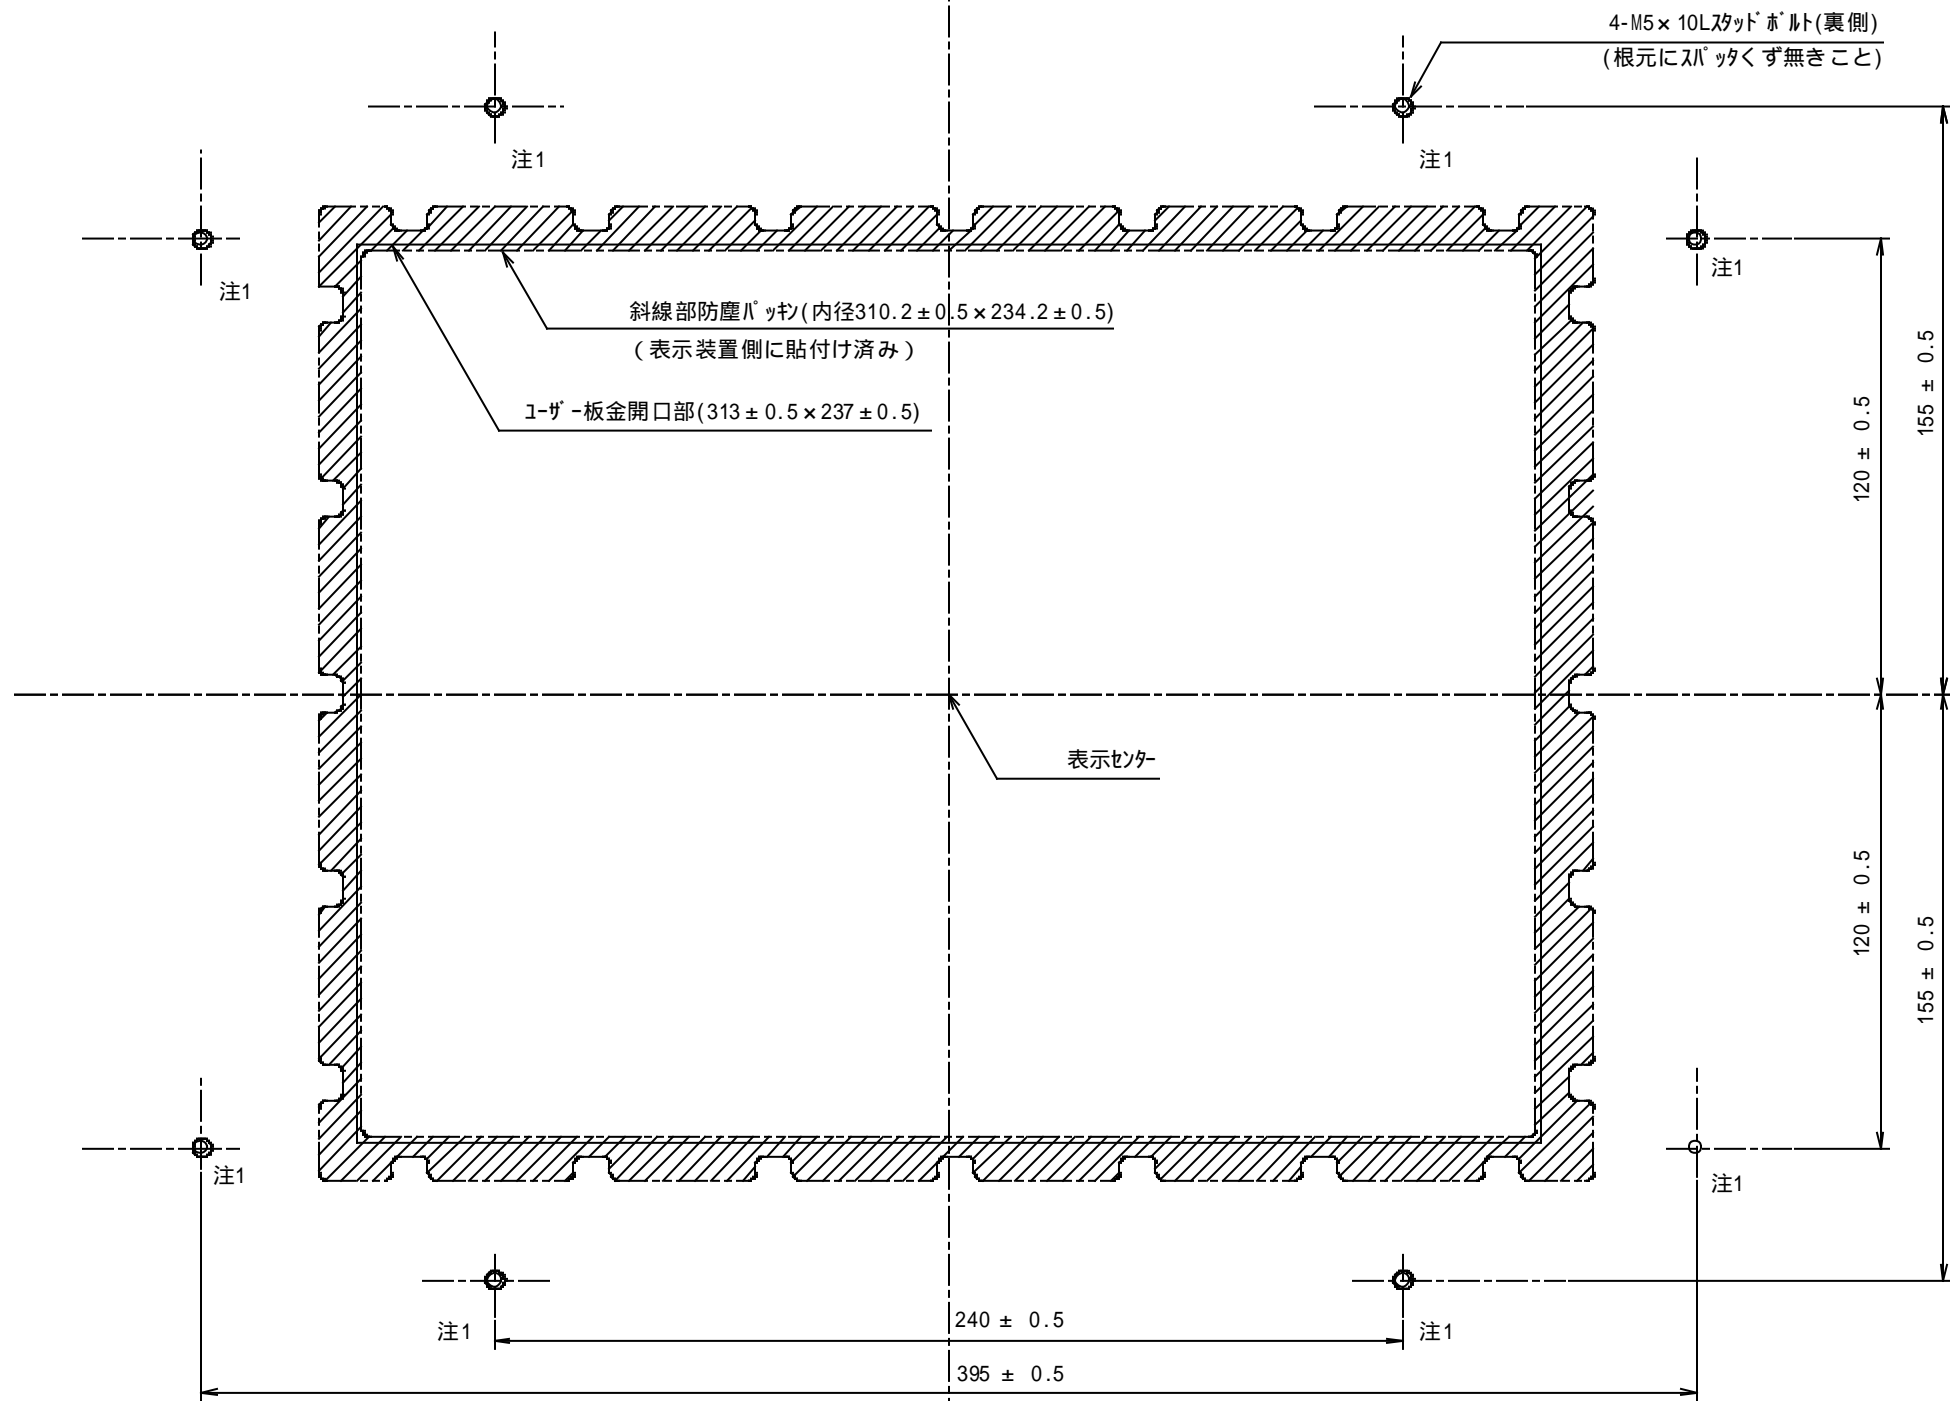 4-M5×10Lｽﾀｯﾄﾞﾎﾞﾙﾄ(裏側)
(根元にｽﾊﾟｯﾀくず無きこと)
注1
注1
注1
注1
斜線部防塵ﾊﾟｯｷﾝ(内径310.2±0.5×234.2±0.5)
(表示装置側に貼付け済み)
ﾕｰｻﾞｰ板金開口部(313±0.5×237±0.5)
155 ± 0.5
120 ± 0.5
表示ｾﾝﾀｰ
120 ± 0.5
155 ± 0.5
注1
注1
注1
注1
240 ± 0.5
395 ± 0.5